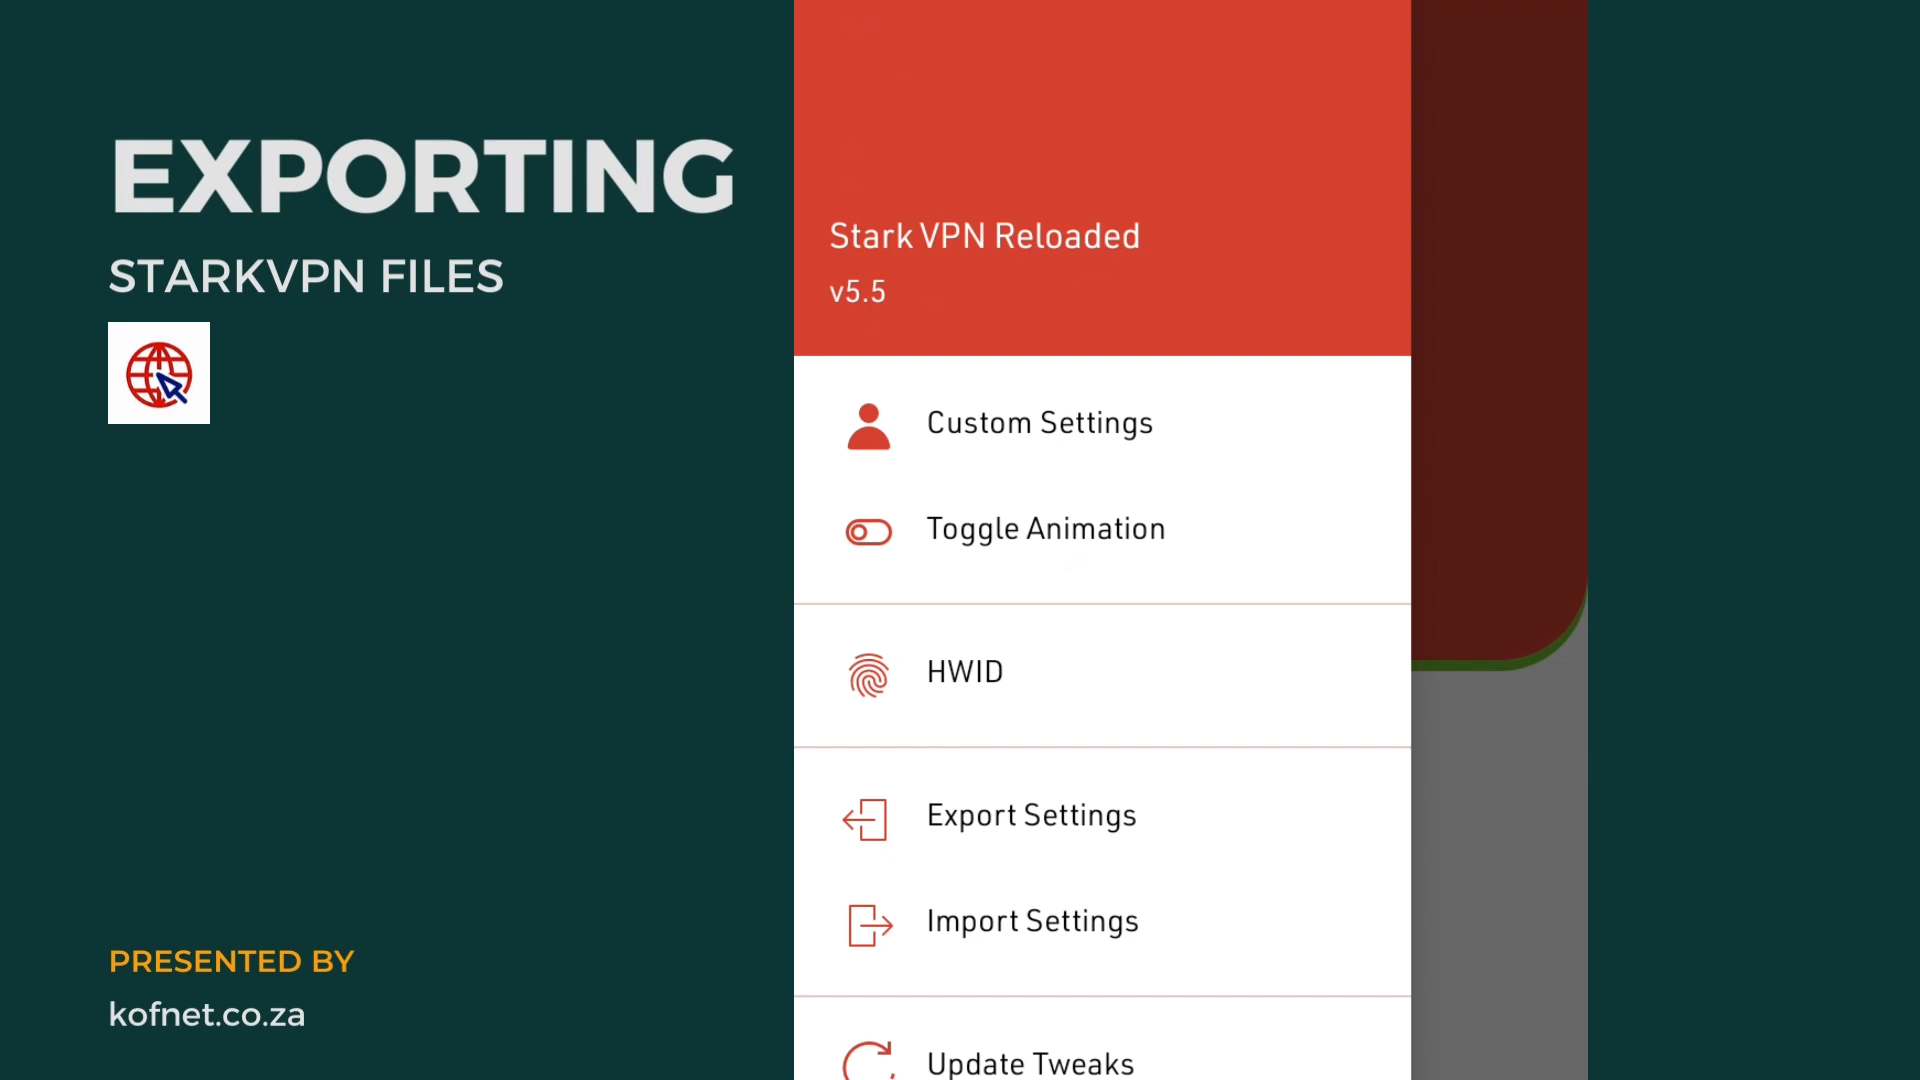 EXPORTING
STARKVPN FILES
PRESENTED BY
kofnet.co.za
Stark VPN Reloaded
v5.5
Custom Settings
Toggle Animation
HWID
Export Settings
Import Settings
Update Tweaks